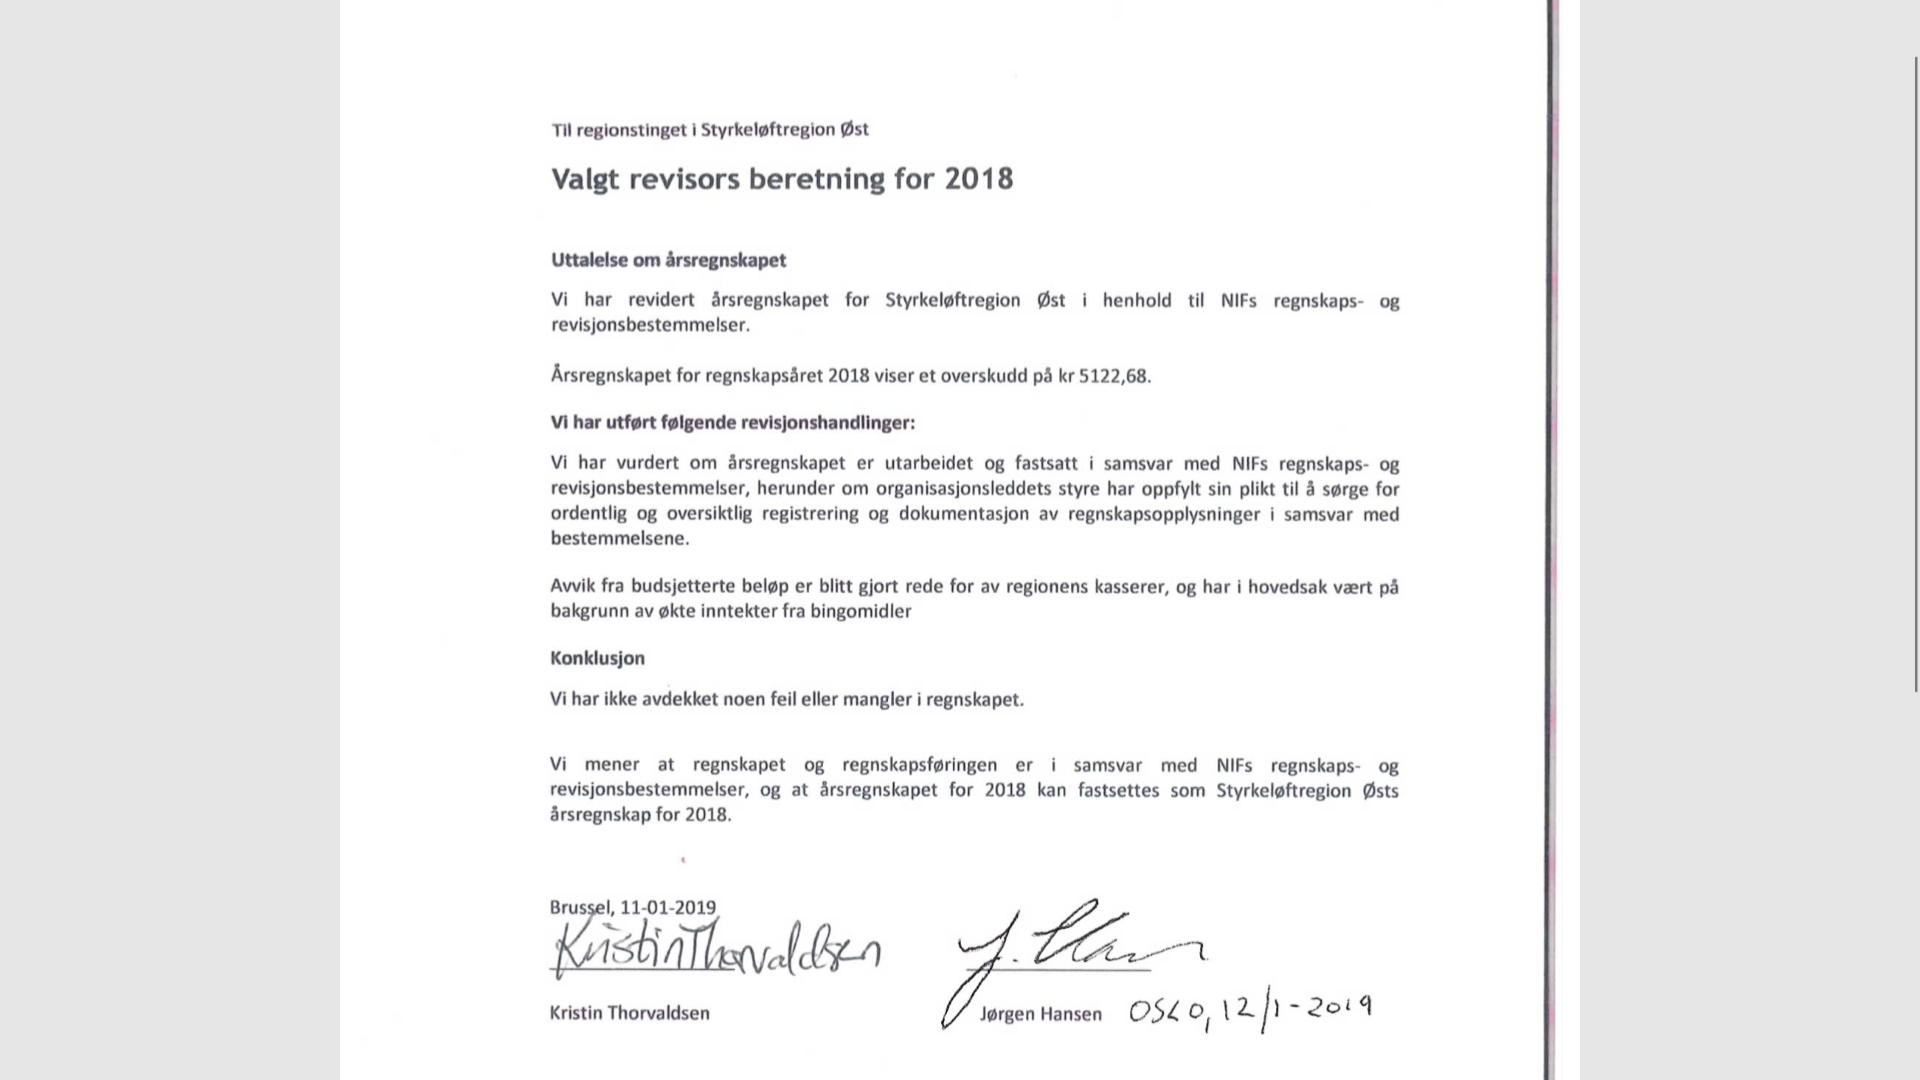 Til regionstinget i Styrkeløftregion Øst
Valgt revisors beretning for 2018
Uttalelse om årsregnskapet
Vi har revidert årsregnskapet for Styrkeløftregion Øst i henhold til NIFs regnskaps- og
revisjonsbestemmelser.
Årsregnskapet for regnskapsåret 2018 viser et overskudd på kr 5122,68.
Vi har utført følgende revisjonshandlinger:
Vi har vurdert om årsregnskapet er utarbeidet og fastsatt i samsvar med NIFs regnskaps- og
revisjonsbestemmelser, herunder om organisasjonsleddets styre har oppfylt sin plikt til å sørge for
ordentlig og oversiktlig registrering og dokumentasjon av regnskapsopplysninger i samsvar med
bestemmelsene.
Avvik fra budsjetterte beløp er blitt gjort rede for av regionens kasserer, og har i hovedsak vært på
bakgrunn av økte inntekter fra bingomidler
Konklusjon
Vi har ikke avdekket noen feil eller mangler i regnskapet.
Vi mener at regnskapet og regnskapsføringen er i samsvar med NIFs regnskaps- og
revisjonsbestemmelser, og at årsregnskapet for 2018 kan fastsettes som Styrkeløftregion Østs
årsregnskap for 2018.
Brussel, 11-01-2019
Kristin Thorvaldsen
J. Hansen
Kristin Thorvaldsen
Jørgen Hansen OSLO, 12/1-2019